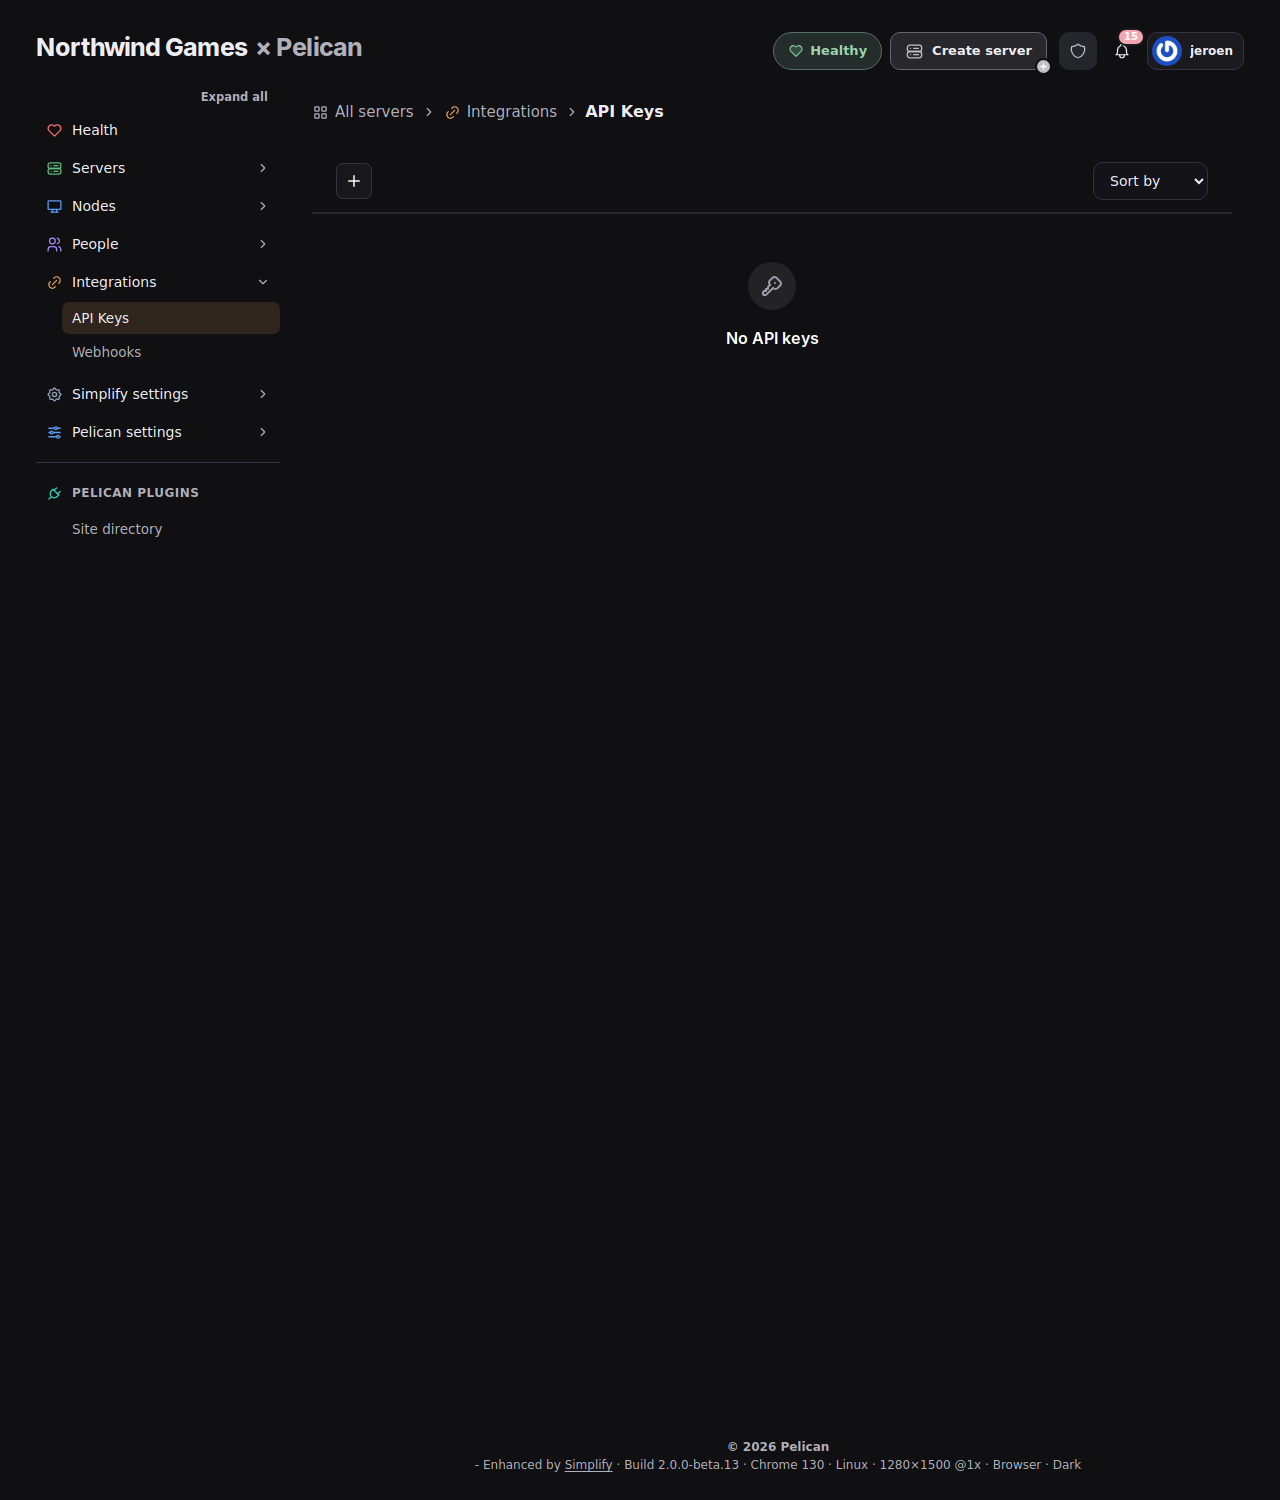 Northwind Games × Pelican
Healthy
Create server
15
jeroen
Expand all
Health
Servers
Nodes
People
Integrations
API Keys
Webhooks
Simplify settings
Pelican settings
PELICAN PLUGINS
Site directory
All servers > Integrations > API Keys
Sort by
No API keys
© 2026 Pelican
- Enhanced by Simplify · Build 2.0.0-beta.13 · Chrome 130 · Linux · 1280×1500 @1x · Browser · Dark